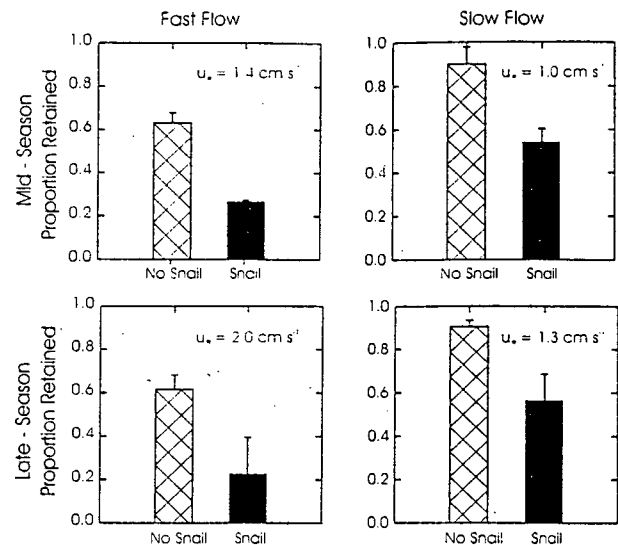 Fast Flow
Slow Flow
Mid - Season
Proportion Retained
1.0
0.8
0.6
0.4
0.2
0.0
u* = 1.4 cm s⁻¹
No Snail Snail
1.0
0.8
0.6
0.4
0.2
0.0
u* = 1.0 cm s⁻¹
No Snail Snail
Late - Season
Proportion Retained
1.0
0.8
0.6
0.4
0.2
0.0
u* = 2.0 cm s⁻¹
No Snail Snail
1.0
0.8
0.6
0.4
0.2
0.0
u* = 1.3 cm s⁻¹
No Snail Snail